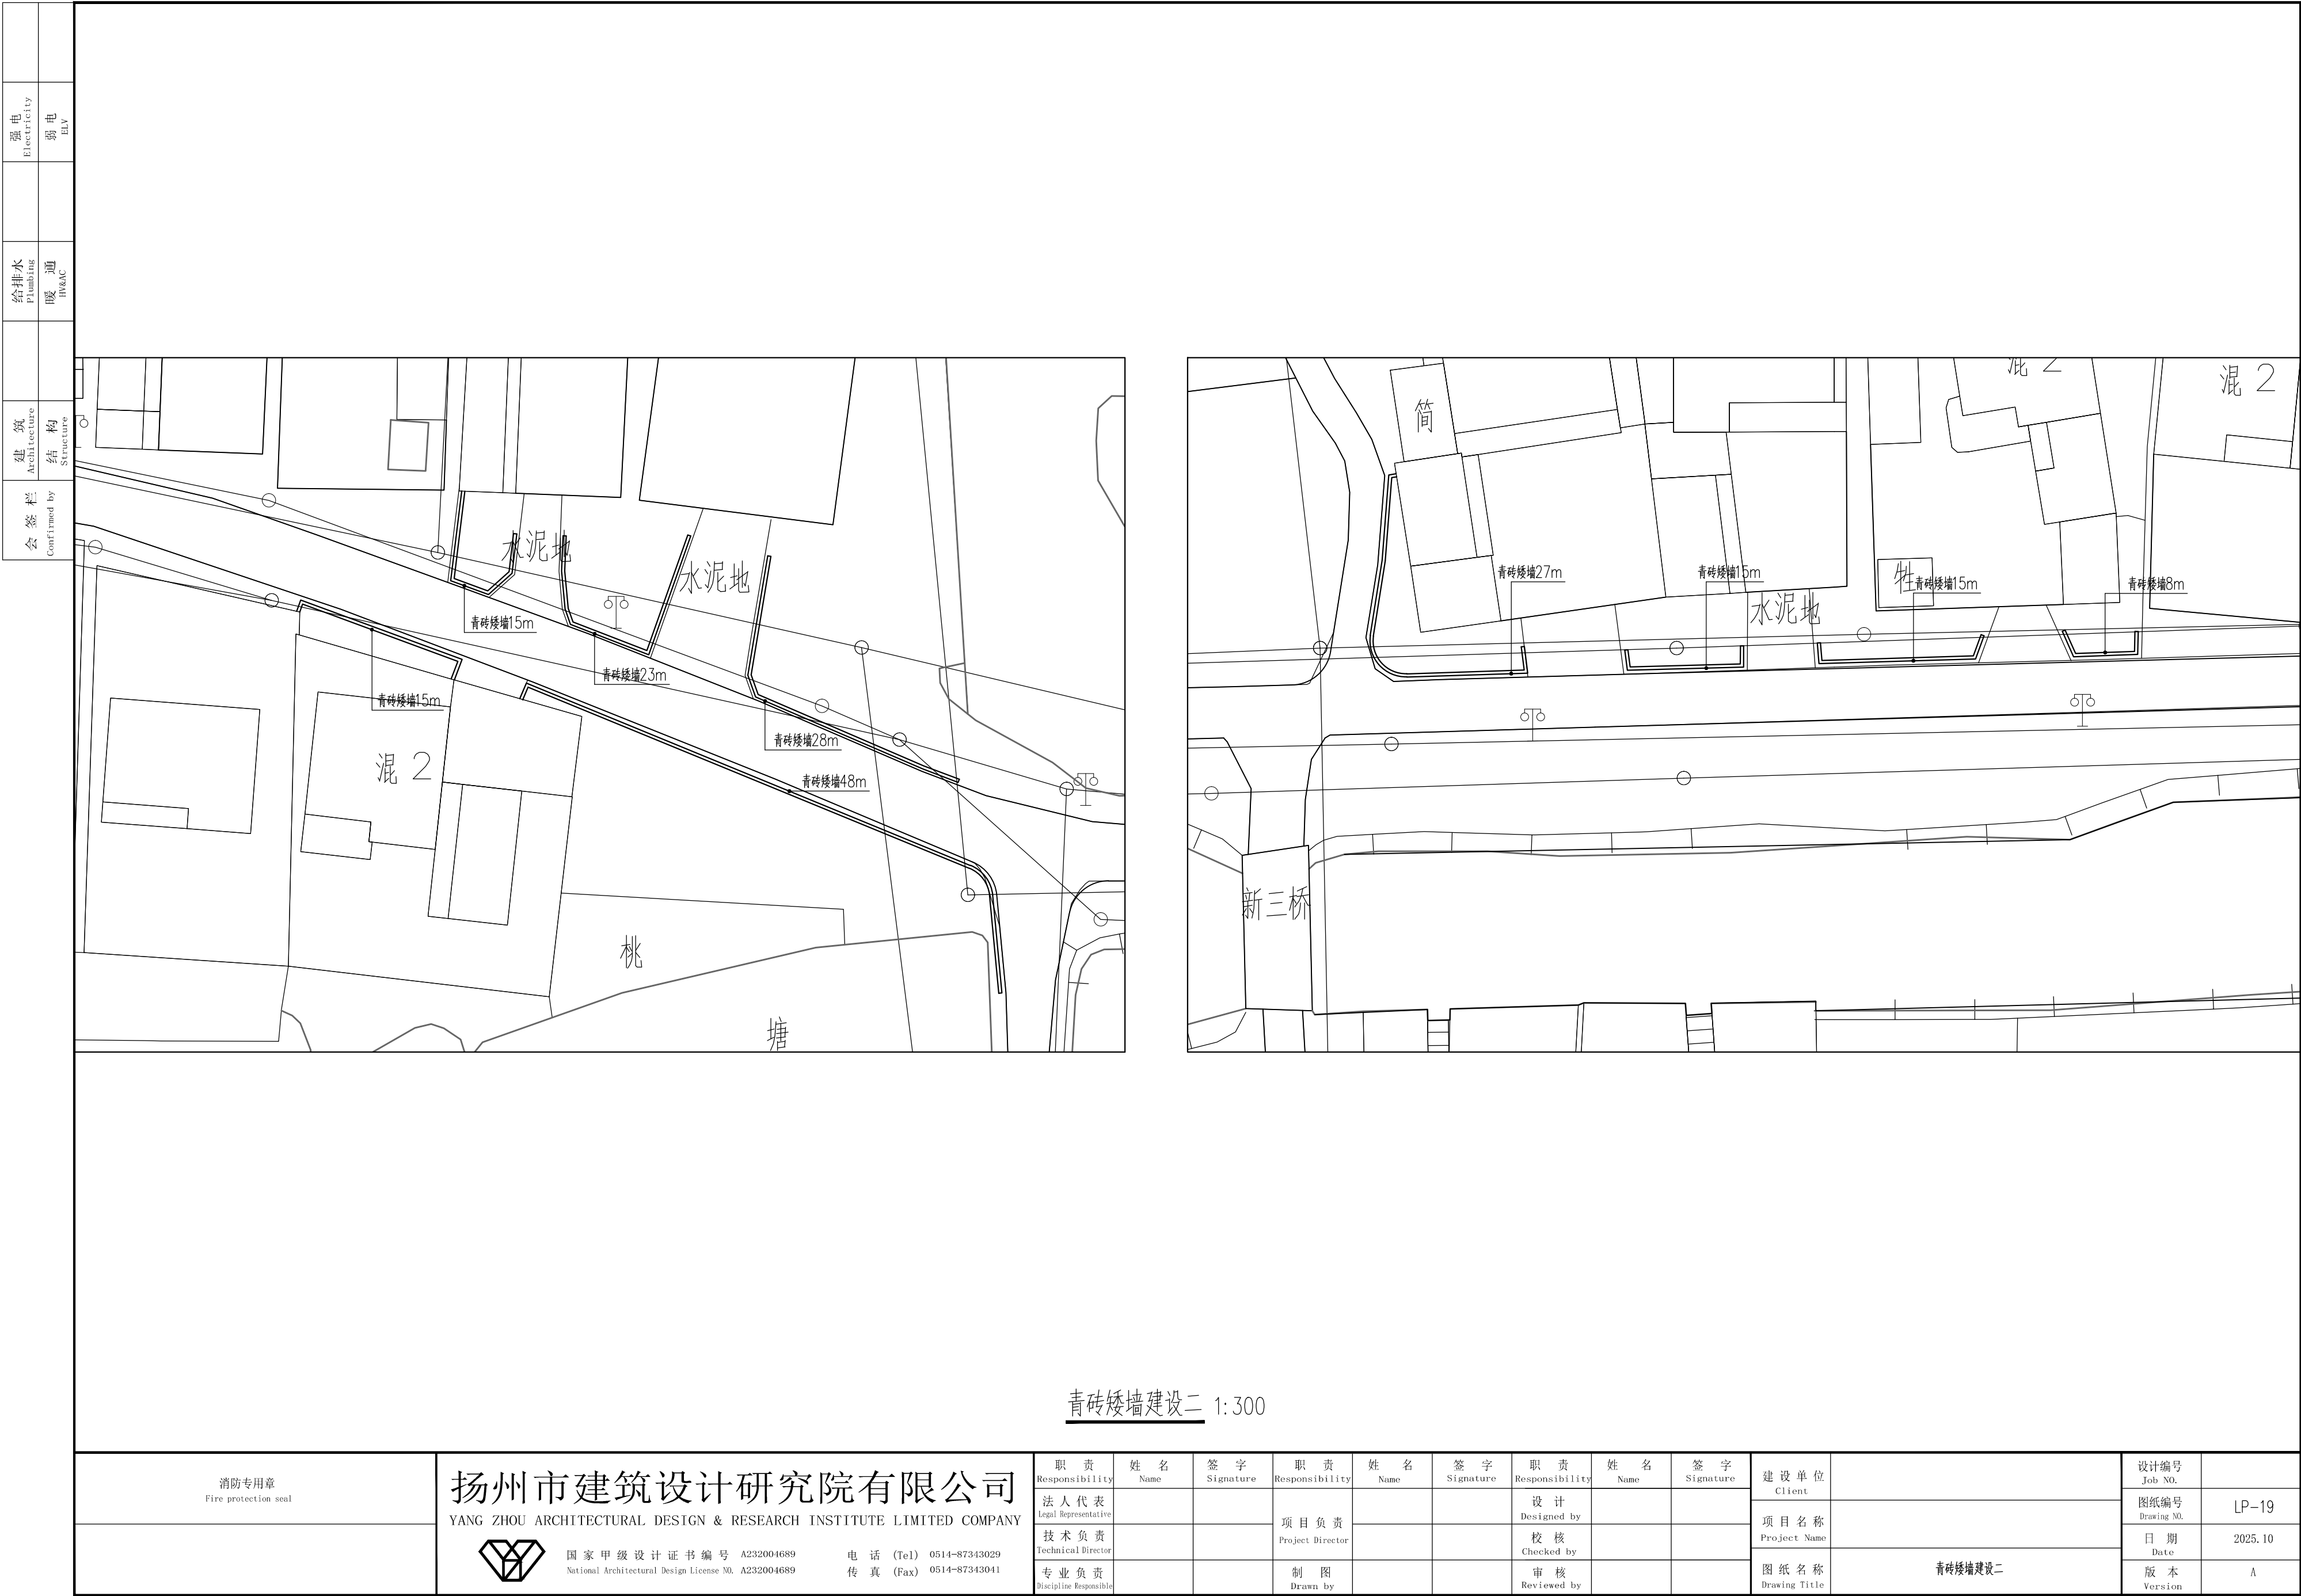 强 电
Electricity
弱 电
ELV
给排水
Plumbing
暖 通
HV&AC
建 筑
Architecture
结 构
Structure
会 签 栏
Confirmed by
水泥地
水泥地
青砖矮墙15m
青砖矮墙23m
青砖矮墙15m
青砖矮墙28m
混 2
青砖矮墙48m
桃
塘
混 2
混 2
简
青砖矮墙27m
青砖矮墙15m
牲
青砖矮墙15m
青砖矮墙8m
水泥地
新三桥
青砖矮墙建设二 1:300
消防专用章
Fire protection seal
扬州市建筑设计研究院有限公司
YANG ZHOU ARCHITECTURAL DESIGN & RESEARCH INSTITUTE LIMITED COMPANY
国 家 甲 级 设 计 证 书 编 号 A232004689
National Architectural Design License NO. A232004689
电 话 (Tel) 0514-87343029
传 真 (Fax) 0514-87343041
职 责 姓 名 签 字 职 责 姓 名 签 字 职 责 姓 名 签 字
Responsibility Name Signature Responsibility Name Signature Responsibility Name Signature
法 人 代 表
Legal Representative
技 术 负 责
Technical Director
专 业 负 责
Discipline Responsible
项 目 负 责
Project Director
制 图
Drawn by
设 计
Designed by
校 核
Checked by
审 核
Reviewed by
建 设 单 位
Client
项 目 名 称
Project Name
图 纸 名 称
Drawing Title
青砖矮墙建设二
设计编号
Job NO.
图纸编号
Drawing NO.
LP-19
日 期
Date
2025.10
版 本
Version
A